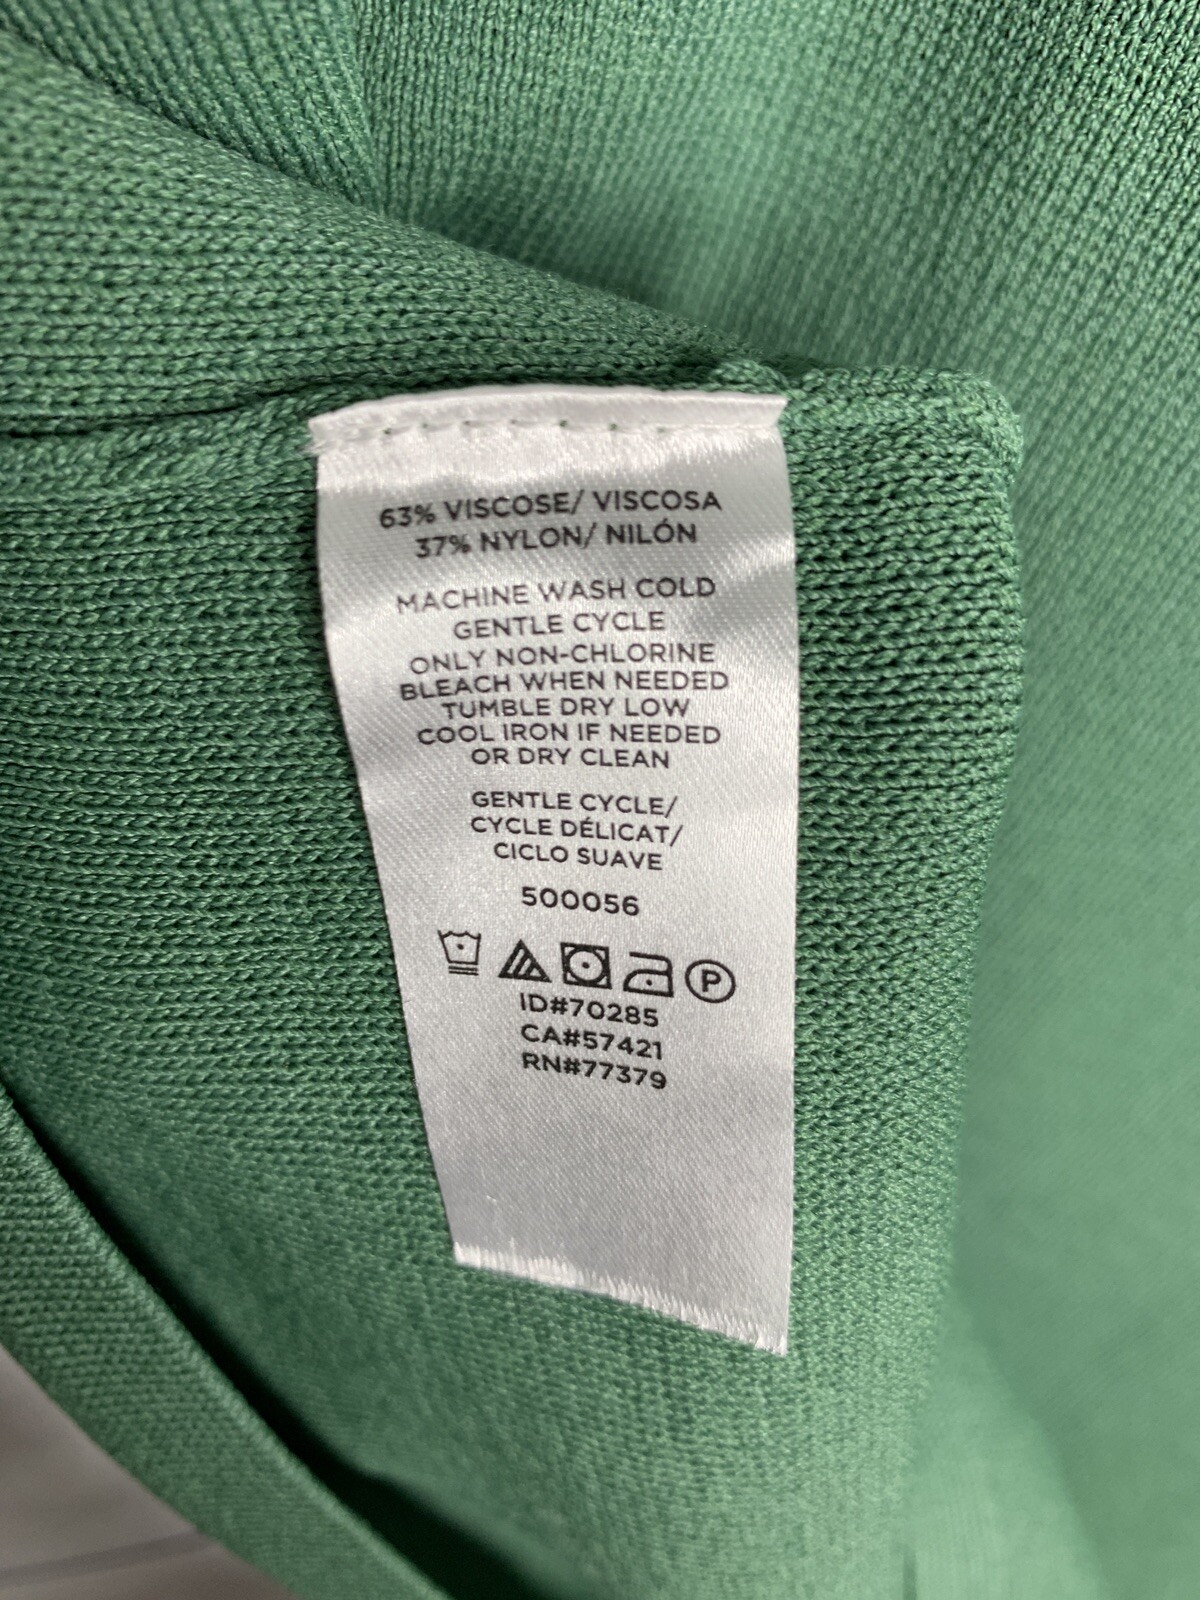 63% VISCOSE/ VISCOSA
37% NYLON/ NILÓN
MACHINE WASH COLD
GENTLE CYCLE
ONLY NON-CHLORINE
BLEACH WHEN NEEDED
TUMBLE DRY LOW
COOL IRON IF NEEDED
OR DRY CLEAN
GENTLE CYCLE/
CYCLE DÉLICAT/
CICLO SUAVE
500056
P
ID#70285
CA#57421
RN#77379